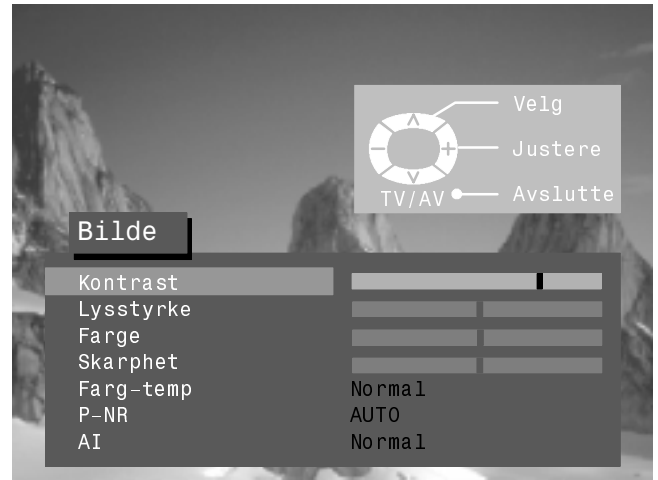 Velg
Justere
TV/AV Avslutte
Bilde
Kontrast
Lysstyrke
Farge
Skarphet
Farg-temp Normal
P-NR AUTO
AI Normal